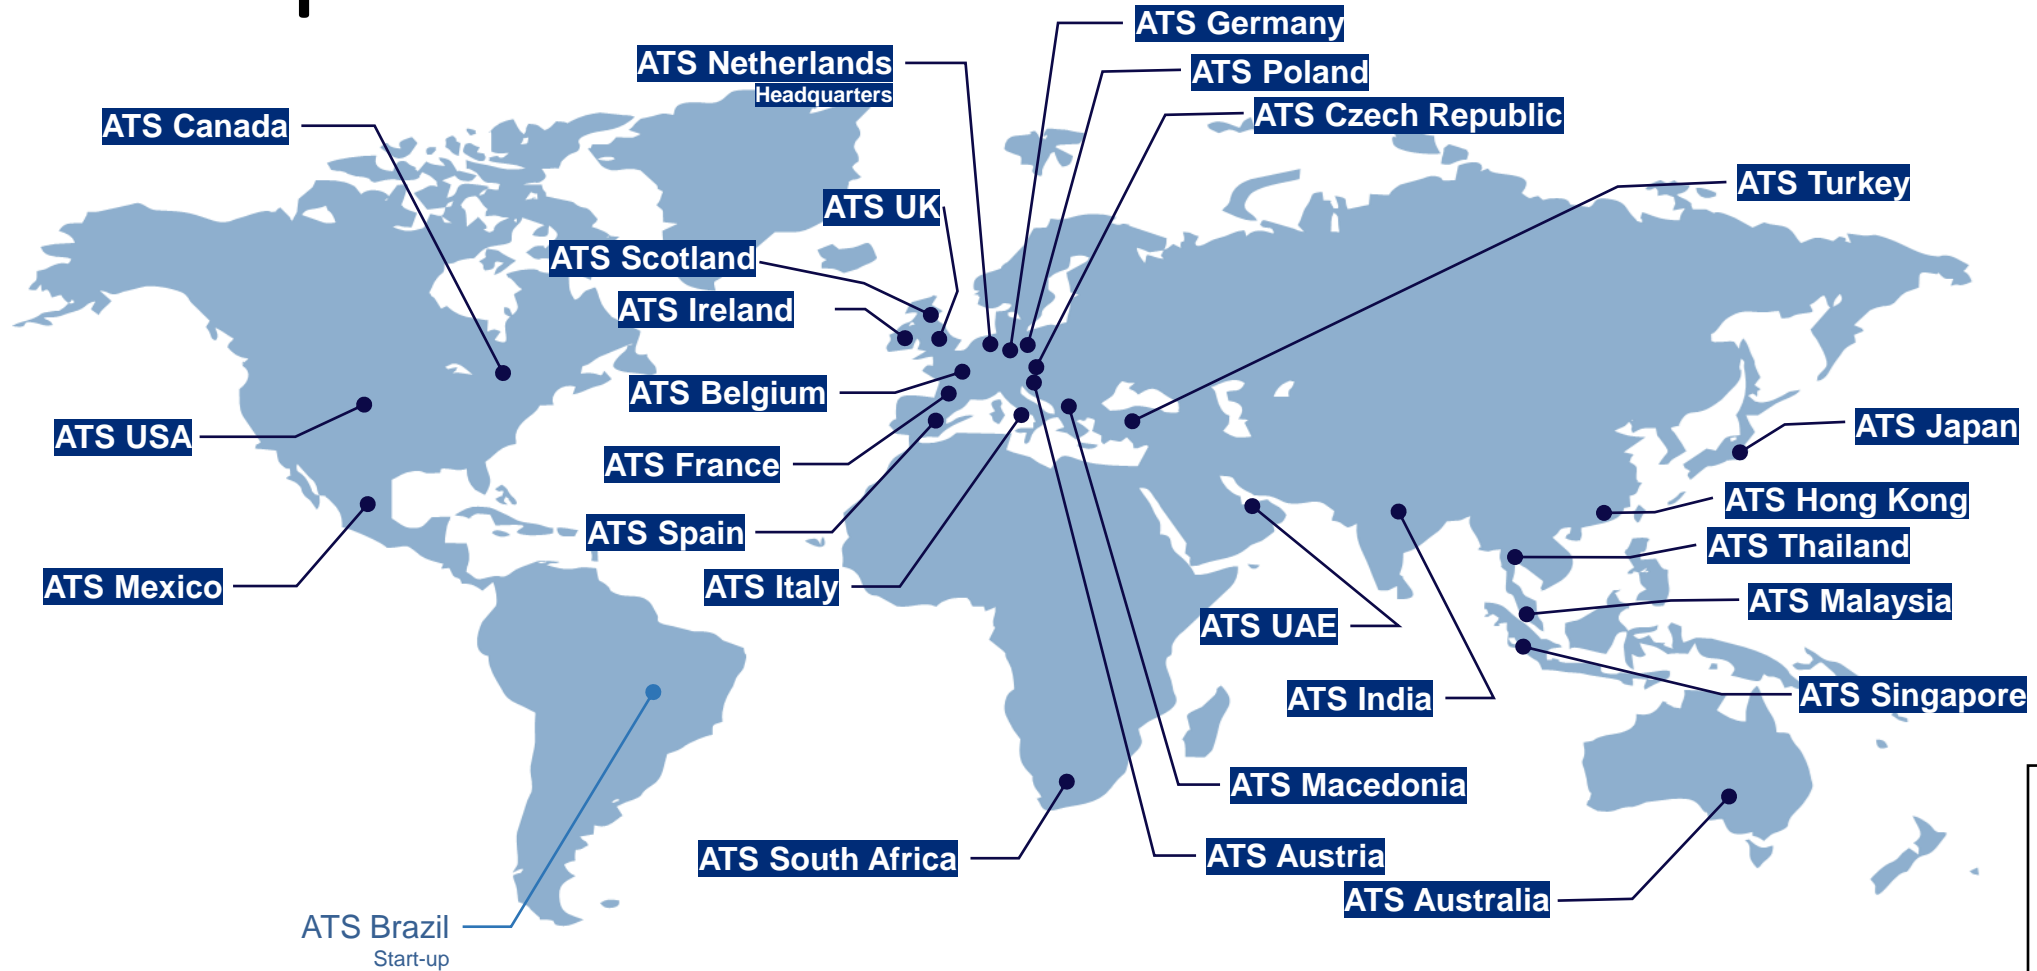 ATS Germany
ATS Netherlands
Headquarters
ATS Poland
ATS Czech Republic
ATS Canada
ATS Turkey
ATS UK
ATS Scotland
ATS Ireland
ATS Belgium
ATS USA
ATS Japan
ATS France
ATS Hong Kong
ATS Spain
ATS Thailand
ATS Mexico
ATS Italy
ATS Malaysia
ATS UAE
ATS India
ATS Singapore
ATS Macedonia
ATS South Africa
ATS Austria
ATS Australia
ATS Brazil
Start-up